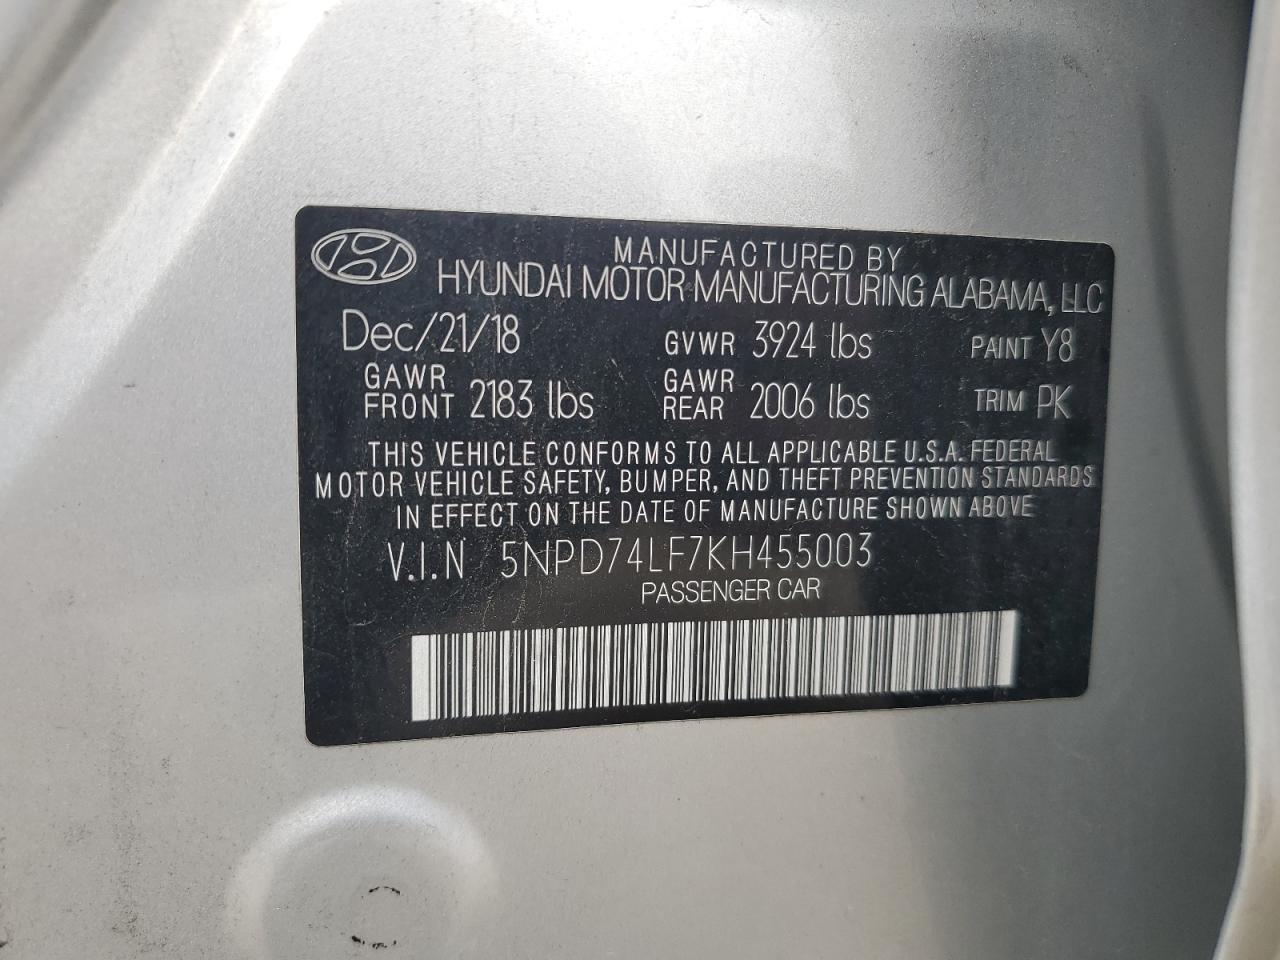 MANUFACTURED BY
HYUNDAI MOTOR MANUFACTURING ALABAMA, LLC
Dec/21/18 GVWR 3924 lbs PAINT Y8
GAWR FRONT 2183 lbs GAWR REAR 2006 lbs TRIM PK
THIS VEHICLE CONFORMS TO ALL APPLICABLE U.S.A. FEDERAL
MOTOR VEHICLE SAFETY, BUMPER, AND THEFT PREVENTION STANDARDS
IN EFFECT ON THE DATE OF MANUFACTURE SHOWN ABOVE
V.I.N 5NPD74LF7KH455003
PASSENGER CAR